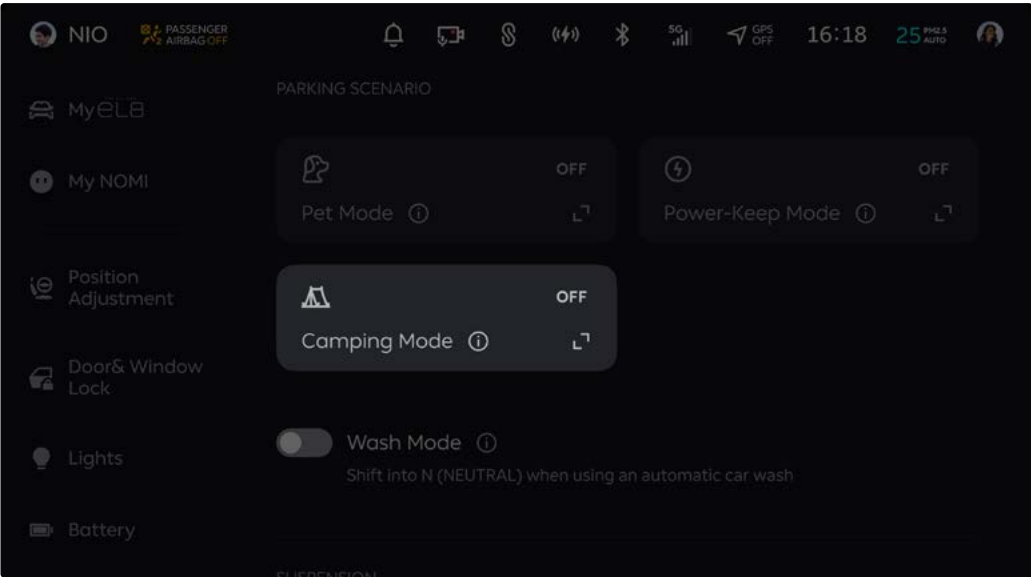 NIO
PASSENGER
AIRBAG OFF
5G
GPS
OFF
16:18
25 PM2.5
AUTO
My EL8
My NOMI
Position
Adjustment
Door& Window
Lock
Lights
Battery
PARKING SCENARIO
OFF
Pet Mode
OFF
Power-Keep Mode
OFF
Camping Mode
Wash Mode
Shift into N (NEUTRAL) when using an automatic car wash
SUSPENSION